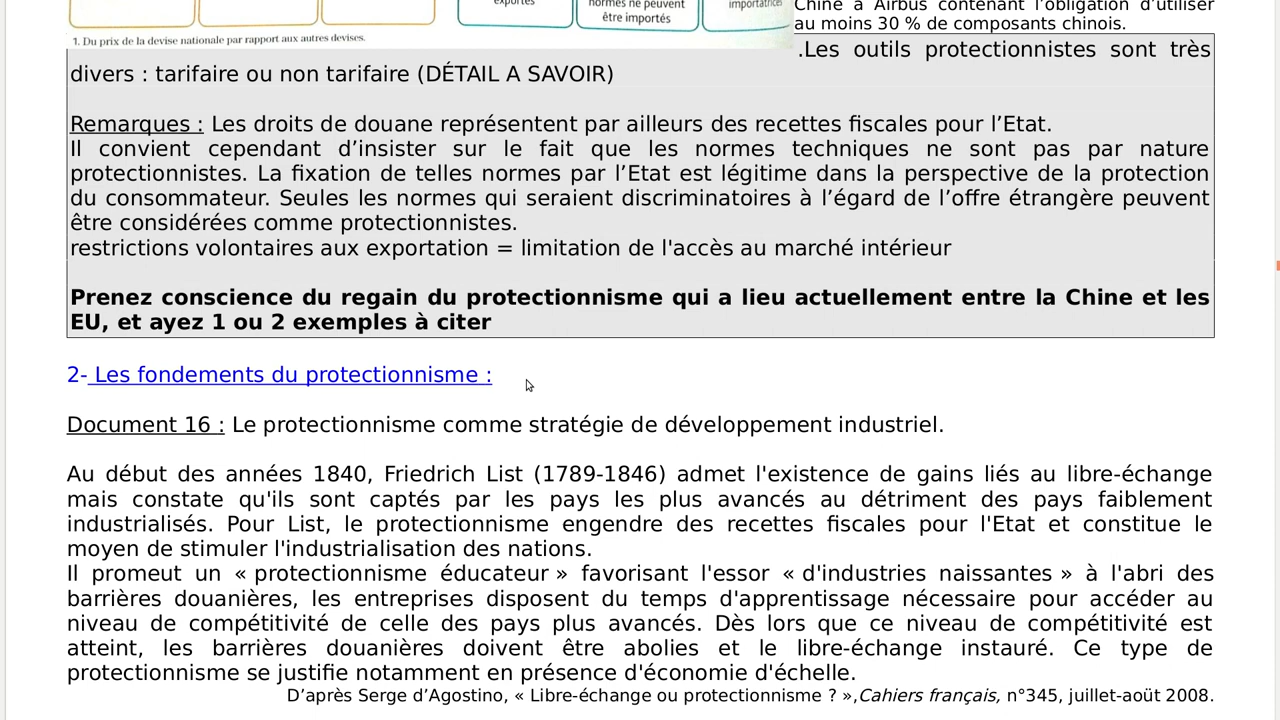 exportés
normes ne peuvent
être importés
importatrices
Chine à Airbus contenant l’obligation d’utiliser
au moins 30 % de composants chinois.
1. Du prix de la devise nationale par rapport aux autres devises.
.Les outils protectionnistes sont très
divers : tarifaire ou non tarifaire (DÉTAIL A SAVOIR)
Remarques : Les droits de douane représentent par ailleurs des recettes fiscales pour l’Etat.
Il convient cependant d’insister sur le fait que les normes techniques ne sont pas par nature
protectionnistes. La fixation de telles normes par l’Etat est légitime dans la perspective de la protection
du consommateur. Seules les normes qui seraient discriminatoires à l’égard de l’offre étrangère peuvent
être considérées comme protectionnistes.
restrictions volontaires aux exportation = limitation de l'accès au marché intérieur
Prenez conscience du regain du protectionnisme qui a lieu actuellement entre la Chine et les
EU, et ayez 1 ou 2 exemples à citer
2- Les fondements du protectionnisme :
Document 16 : Le protectionnisme comme stratégie de développement industriel.
Au début des années 1840, Friedrich List (1789-1846) admet l'existence de gains liés au libre-échange
mais constate qu'ils sont captés par les pays les plus avancés au détriment des pays faiblement
industrialisés. Pour List, le protectionnisme engendre des recettes fiscales pour l'Etat et constitue le
moyen de stimuler l'industrialisation des nations.
Il promeut un « protectionnisme éducateur » favorisant l'essor « d'industries naissantes » à l'abri des
barrières douanières, les entreprises disposent du temps d'apprentissage nécessaire pour accéder au
niveau de compétitivité de celle des pays plus avancés. Dès lors que ce niveau de compétitivité est
atteint, les barrières douanières doivent être abolies et le libre-échange instauré. Ce type de
protectionnisme se justifie notamment en présence d'économie d'échelle.
D’après Serge d’Agostino, « Libre-échange ou protectionnisme ? »,Cahiers français, n°345, juillet-aoüt 2008.